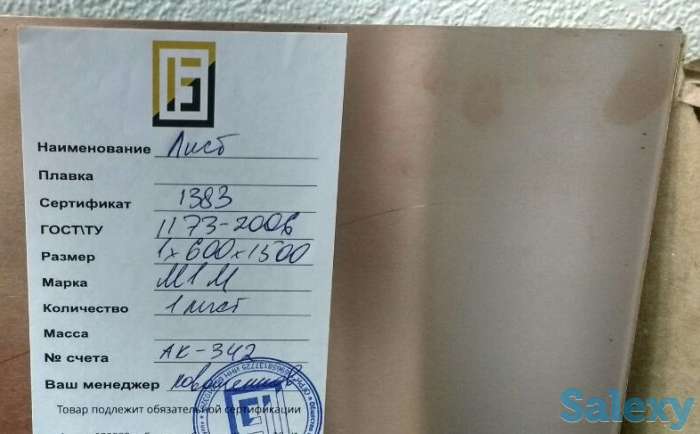 Наименование Лист
Плавка
Сертификат 1383
ГОСТ\ТУ 1173-2006
Размер 1х600х1500
Марка М1М
Количество 1 лист
Масса
№ счета АК-342
Ваш менеджер
Товар подлежит обязательной сертификации
Salexy